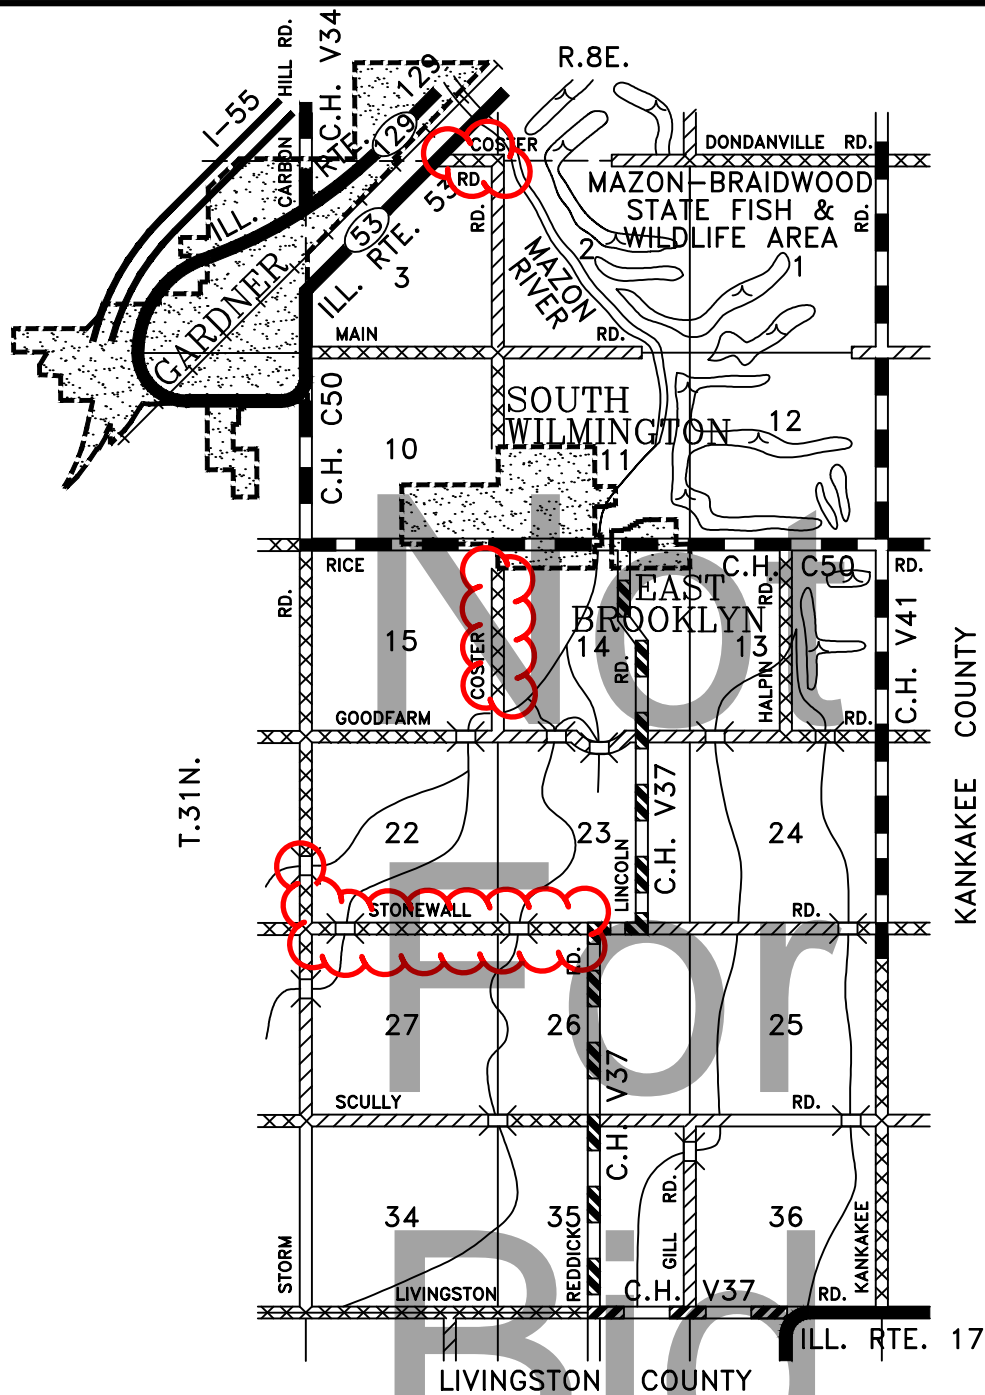 R.8E.
HILL RD.
CARBON
C.H. V34
I-55
129
RTE. 129
ILL.
COSTER
RD.
DONDANVILLE RD.
MAZON-BRAIDWOOD
STATE FISH &
WILDLIFE AREA
RD.
RD.
53
53
ILL. RTE.
3
2
1
MAZON
RIVER
GARDNER
MAIN RD.
C.H. C50
SOUTH
WILMINGTON
10
11
12
RICE
C.H. C50 RD.
EAST
BROOKLYN
RD.
15
14
13
COSTER
RD.
HALPIN RD.
C.H. V41
GOODFARM RD.
KANKAKEE COUNTY
T.31N.
22
23
24
LINCOLN
C.H. V37
STONEWALL RD.
RD.
27
26
25
C.H. V37
SCULLY RD.
34
35
36
STORM
REDDICK
GILL RD.
KANKAKEE
LIVINGSTON
C.H. V37 RD.
ILL. RTE. 17
LIVINGSTON COUNTY
Not
For
Bid